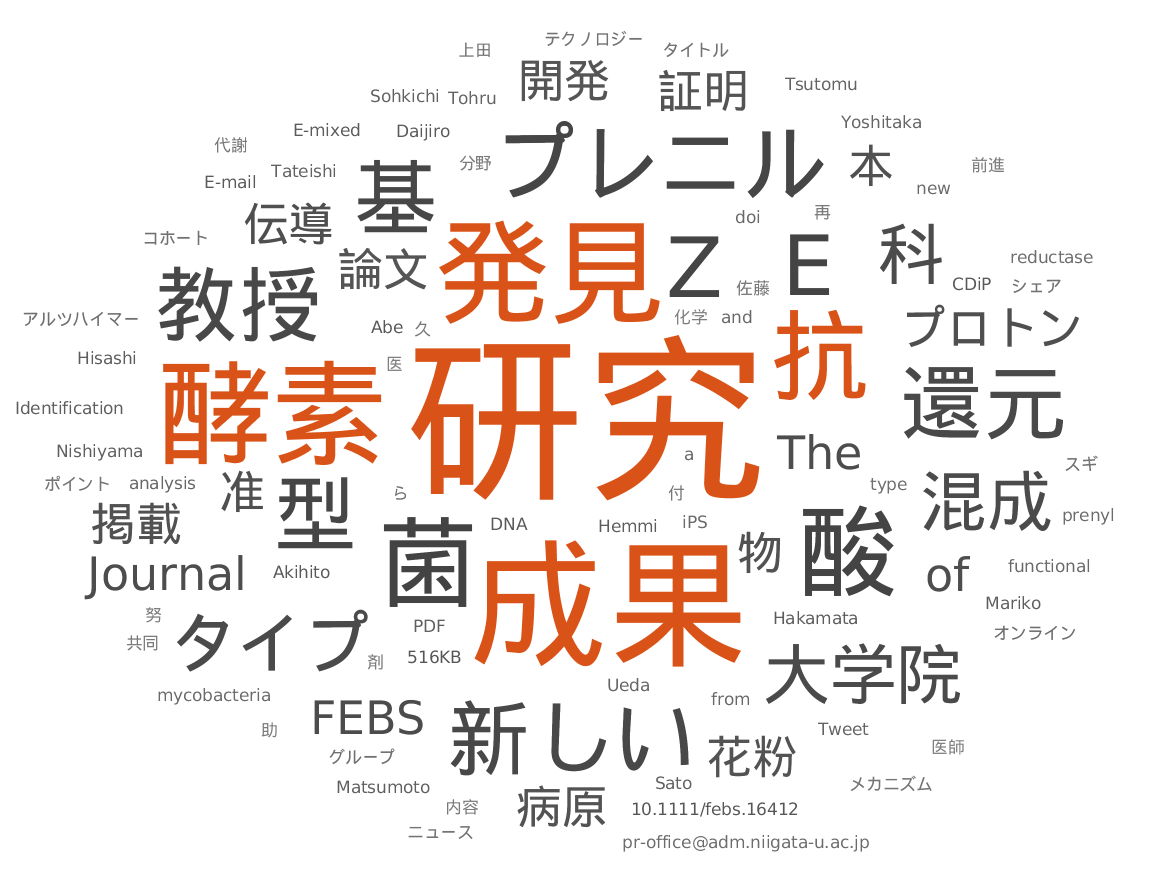 テクノロジー
上田
タイトル
開発
証明
Tsutomu
Sohkichi
Tohru
Yoshitaka
E-mixed
Daijiro
プレニル
代謝
分野
本
前進
Tateishi
基
E-mail
new
伝導
doi
再
コホート
論文
発見
Z
E
科
reductase
教授
佐藤
CDiP
シェア
アルツハイマー
Abe
久
化学
and
プロトン
Hisashi
医
抗
酵素
研究
還元
Identification
Nishiyama
a
The
スギ
ポイント
analysis
准
型
ら
付
type
混成
掲載
菌
DNA
Hemmi
iPS
prenyl
物
酸
Journal
Akihito
成果
of
functional
努
Mariko
共同
タイプ
PDF
Hakamata
オンライン
剤
516KB
mycobacteria
Ueda
from
大学院
助
FEBS
新しい
Tweet
グループ
花粉
医師
Matsumoto
Sato
メカニズム
内容
病原
10.1111/febs.16412
ニュース
pr-office@adm.niigata-u.ac.jp